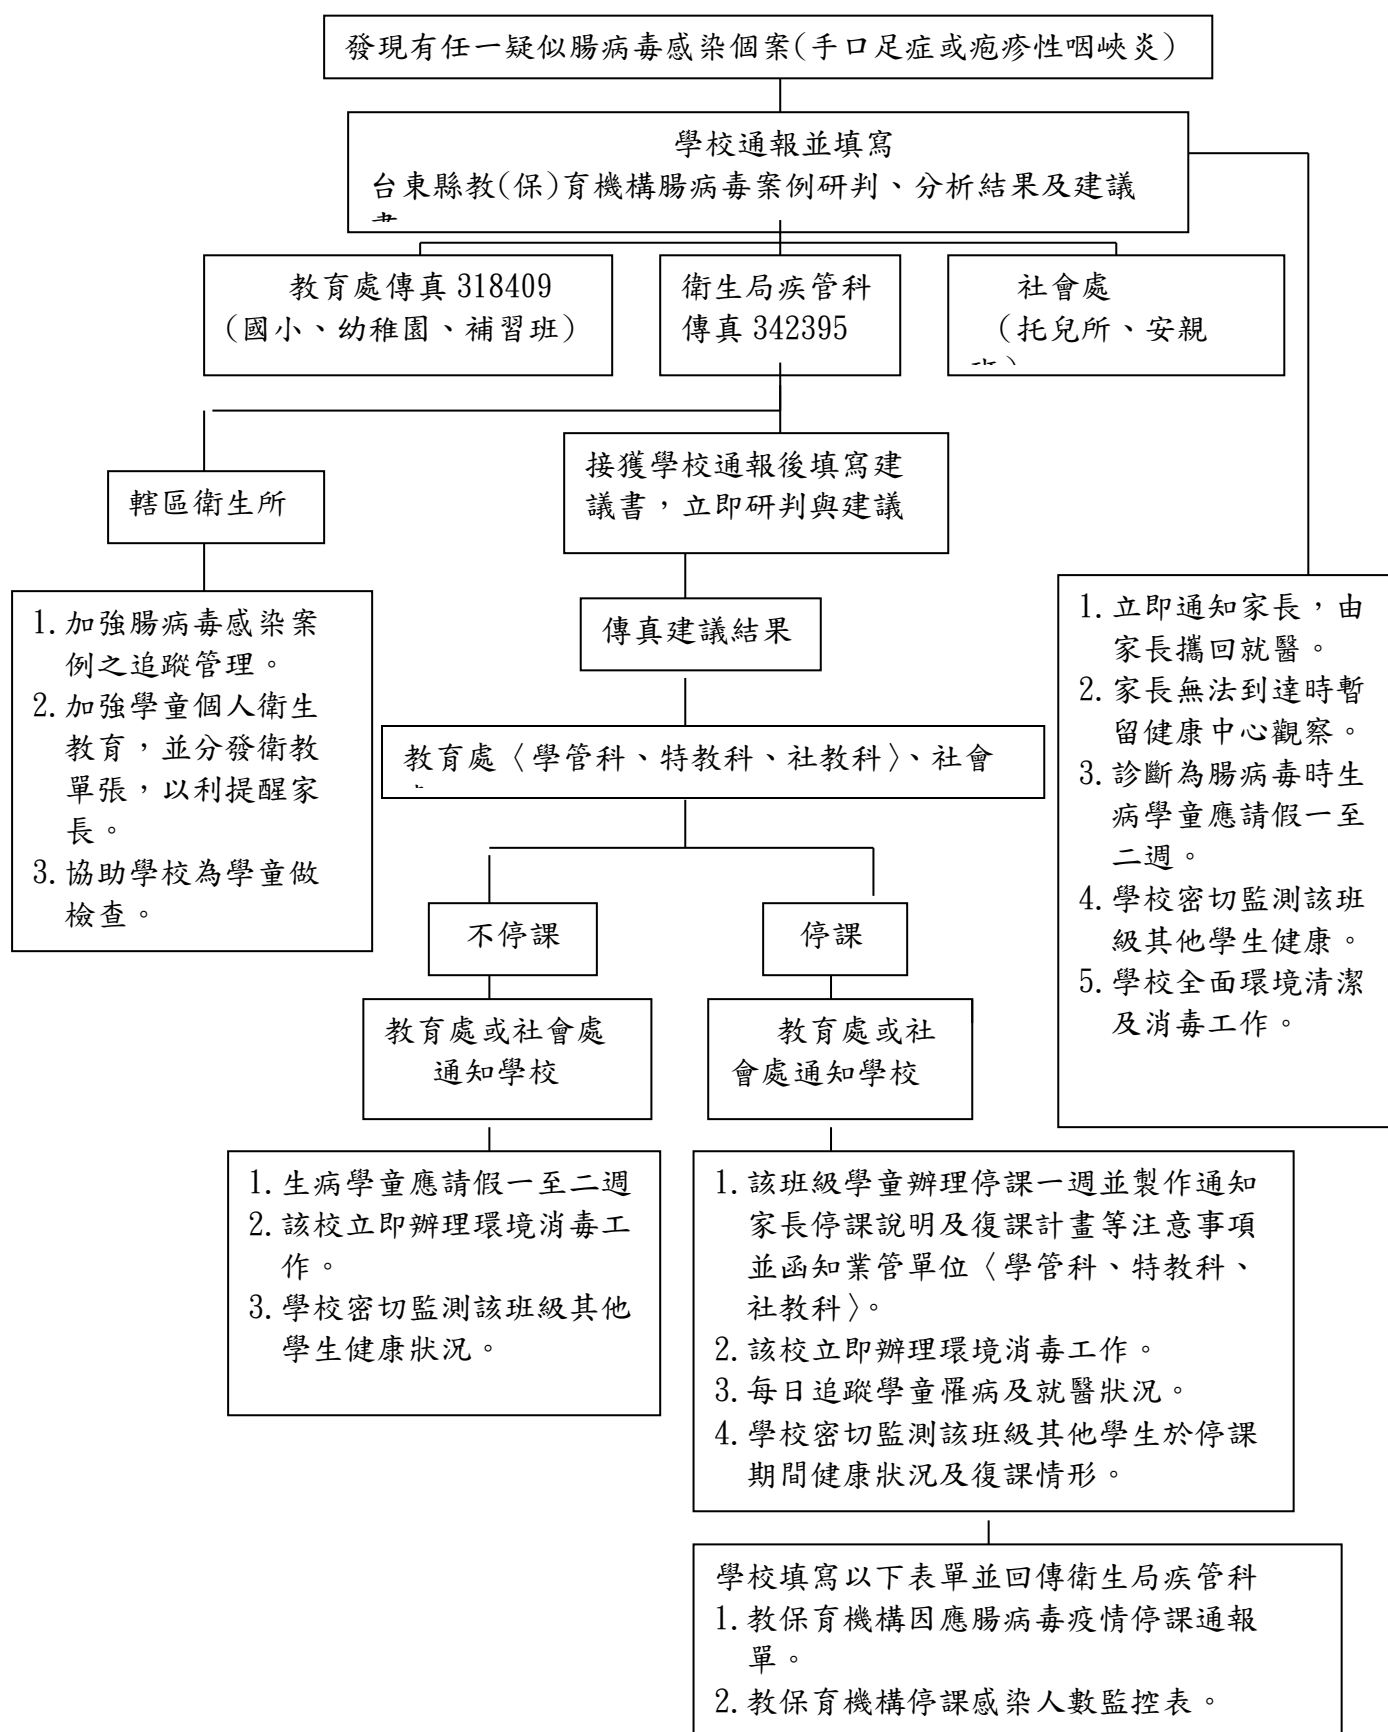 發現有任一疑似腸病毒感染個案(手口足症或疱疹性咽峽炎)
學校通報並填寫
台東縣教(保)育機構腸病毒案例研判、分析結果及建議
教育處傳真 318409
(國小、幼稚園、補習班)
衛生局疾管科
傳真 342395
社會處
(托兒所、安親
轄區衛生所
接獲學校通報後填寫建
議書，立即研判與建議
1.加強腸病毒感染案
例之追蹤管理。
2.加強學童個人衛生
教育，並分發衛教
單張，以利提醒家
長。
3.協助學校為學童做
檢查。
傳真建議結果
1.立即通知家長，由
家長攜回就醫。
2.家長無法到達時暫
留健康中心觀察。
3.診斷為腸病毒時生
病學童應請假一至
二週。
4.學校密切監測該班
級其他學生健康。
5.學校全面環境清潔
及消毒工作。
教育處〈學管科、特教科、社教科〉、社會
不停課
停課
教育處或社會處
通知學校
教育處或社
會處通知學校
1.生病學童應請假一至二週
2.該校立即辦理環境消毒工
作。
3.學校密切監測該班級其他
學生健康狀況。
1.該班級學童辦理停課一週並製作通知
家長停課說明及復課計畫等注意事項
並函知業管單位〈學管科、特教科、
社教科〉。
2.該校立即辦理環境消毒工作。
3.每日追蹤學童罹病及就醫狀況。
4.學校密切監測該班級其他學生於停課
期間健康狀況及復課情形。
學校填寫以下表單並回傳衛生局疾管科
1.教保育機構因應腸病毒疫情停課通報
單。
2.教保育機構停課感染人數監控表。